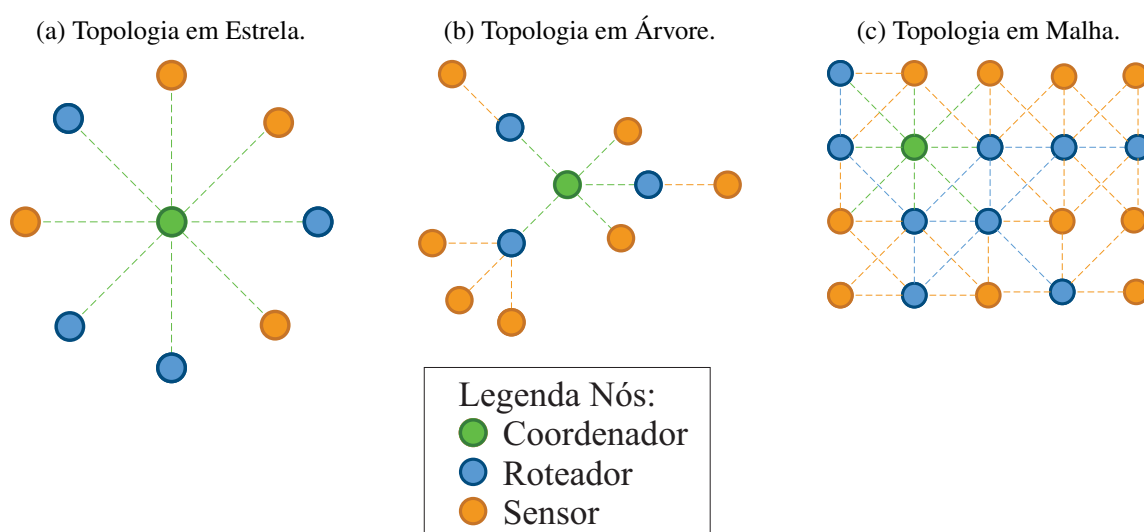 (a) Topologia em Estrela.
(b) Topologia em Árvore.
(c) Topologia em Malha.
Legenda Nós:
Coordenador
Roteador
Sensor